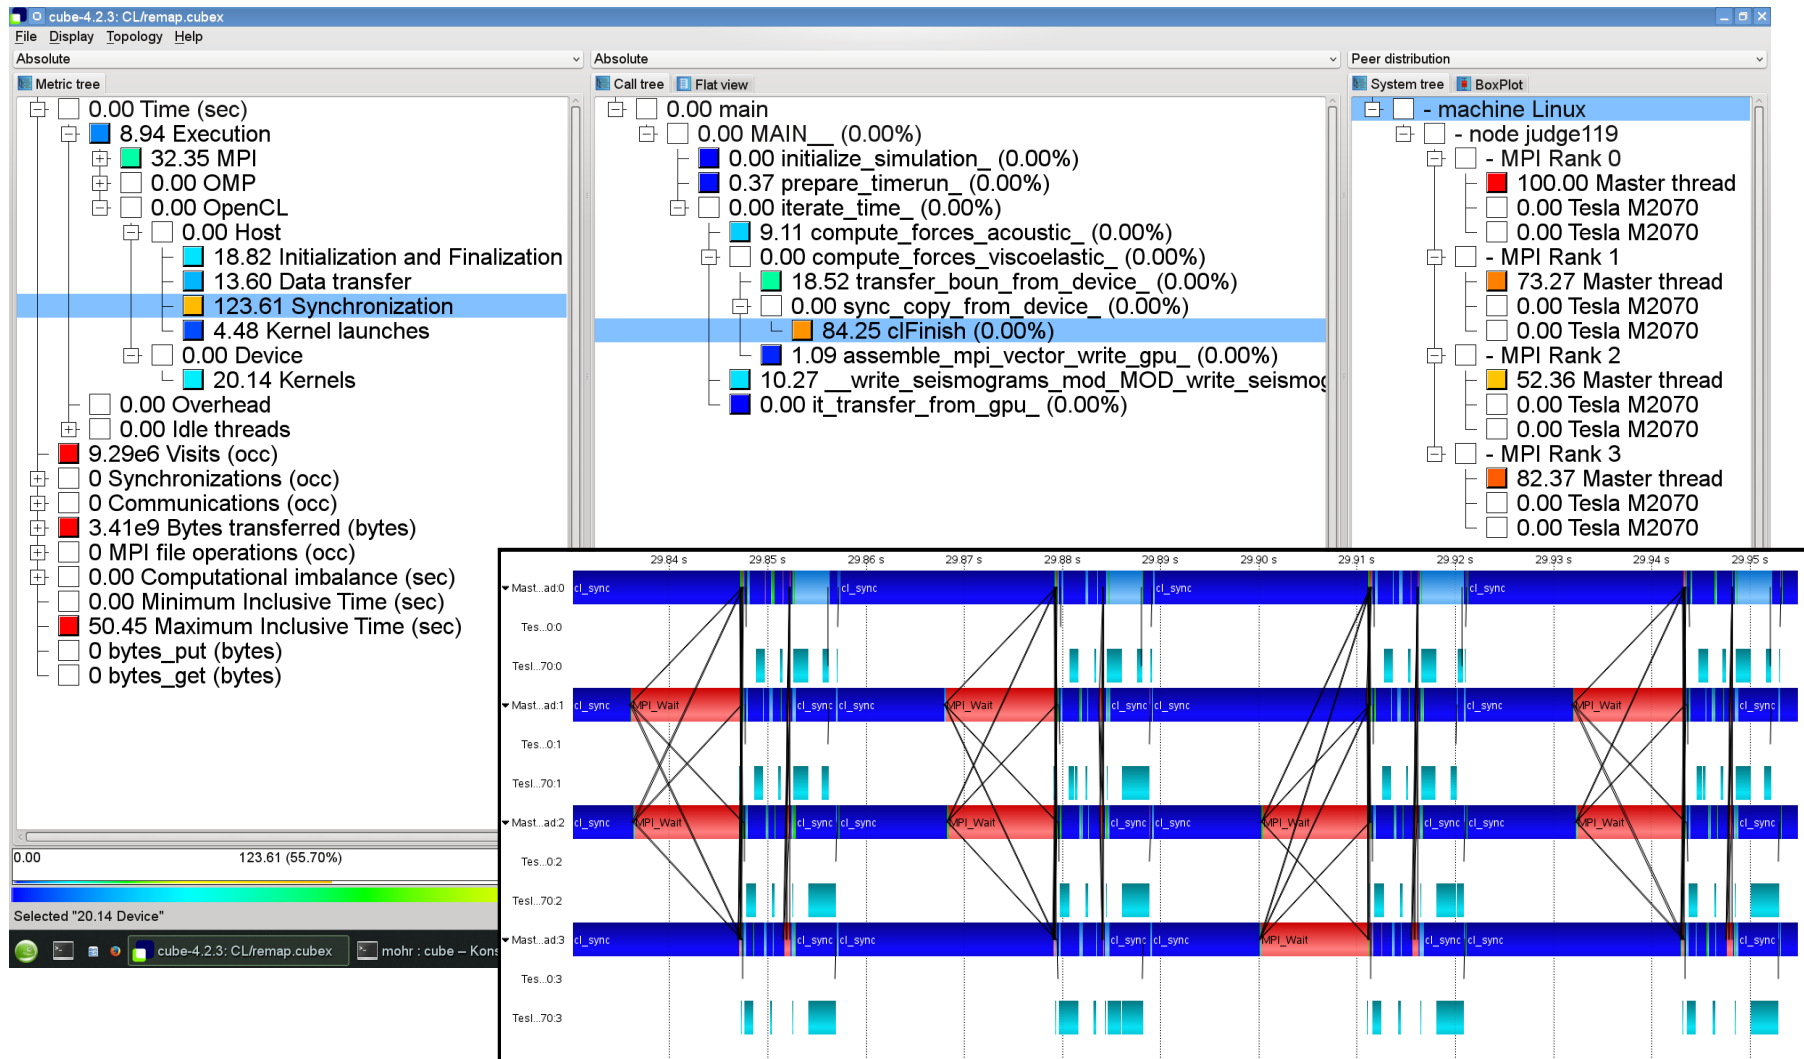 cube-4.2.3: CL/remap.cubex
File Display Topology Help
Absolute
Absolute
Peer distribution
Metric tree
Call tree
Flat view
System tree
BoxPlot
0.00 Time (sec)
8.94 Execution
32.35 MPI
0.00 OMP
0.00 OpenCL
0.00 Host
18.82 Initialization and Finalization
13.60 Data transfer
123.61 Synchronization
4.48 Kernel launches
0.00 Device
20.14 Kernels
0.00 Overhead
0.00 Idle threads
9.29e6 Visits (occ)
0 Synchronizations (occ)
0 Communications (occ)
3.41e9 Bytes transferred (bytes)
0 MPI file operations (occ)
0.00 Computational imbalance (sec)
0.00 Minimum Inclusive Time (sec)
50.45 Maximum Inclusive Time (sec)
0 bytes_put (bytes)
0 bytes_get (bytes)
0.00 main
0.00 MAIN__ (0.00%)
0.00 initialize_simulation_ (0.00%)
0.37 prepare_timerun_ (0.00%)
0.00 iterate_time_ (0.00%)
9.11 compute_forces_acoustic_ (0.00%)
0.00 compute_forces_viscoelastic_ (0.00%)
18.52 transfer_boun_from_device_ (0.00%)
0.00 sync_copy_from_device_ (0.00%)
84.25 clFinish (0.00%)
1.09 assemble_mpi_vector_write_gpu_ (0.00%)
10.27 __write_seismograms_mod_MOD_write_seismog
0.00 it_transfer_from_gpu_ (0.00%)
- machine Linux
- node judge119
- MPI Rank 0
100.00 Master thread
0.00 Tesla M2070
0.00 Tesla M2070
- MPI Rank 1
73.27 Master thread
0.00 Tesla M2070
0.00 Tesla M2070
- MPI Rank 2
52.36 Master thread
0.00 Tesla M2070
0.00 Tesla M2070
- MPI Rank 3
82.37 Master thread
0.00 Tesla M2070
0.00 Tesla M2070
0.00 123.61 (55.70%)
Selected "20.14 Device"
cube-4.2.3: CL/remap.cubex
mohr : cube – Kons
29.84 s 29.85 s 29.86 s 29.87 s 29.88 s 29.89 s 29.90 s 29.91 s 29.92 s 29.93 s 29.94 s 29.95 s
Mast...ad:0 cl_sync cl_sync cl_sync cl_sync
Tes...0:0
Tesl...70:0
Mast...ad:1 cl_sync MPI_Wait cl_sync cl_sync MPI_Wait cl_sync cl_sync cl_sync MPI_Wait cl_sync
Tes...0:1
Tesl...70:1
Mast...ad:2 cl_sync MPI_Wait cl_sync cl_sync MPI_Wait cl_sync cl_sync MPI_Wait cl_sync cl_sync MPI_Wait cl_sync
Tes...0:2
Tesl...70:2
Mast...ad:3 cl_sync cl_sync cl_sync cl_sync cl_sync MPI_Wait cl_sync cl_sync cl_sync
Tes...0:3
Tesl...70:3